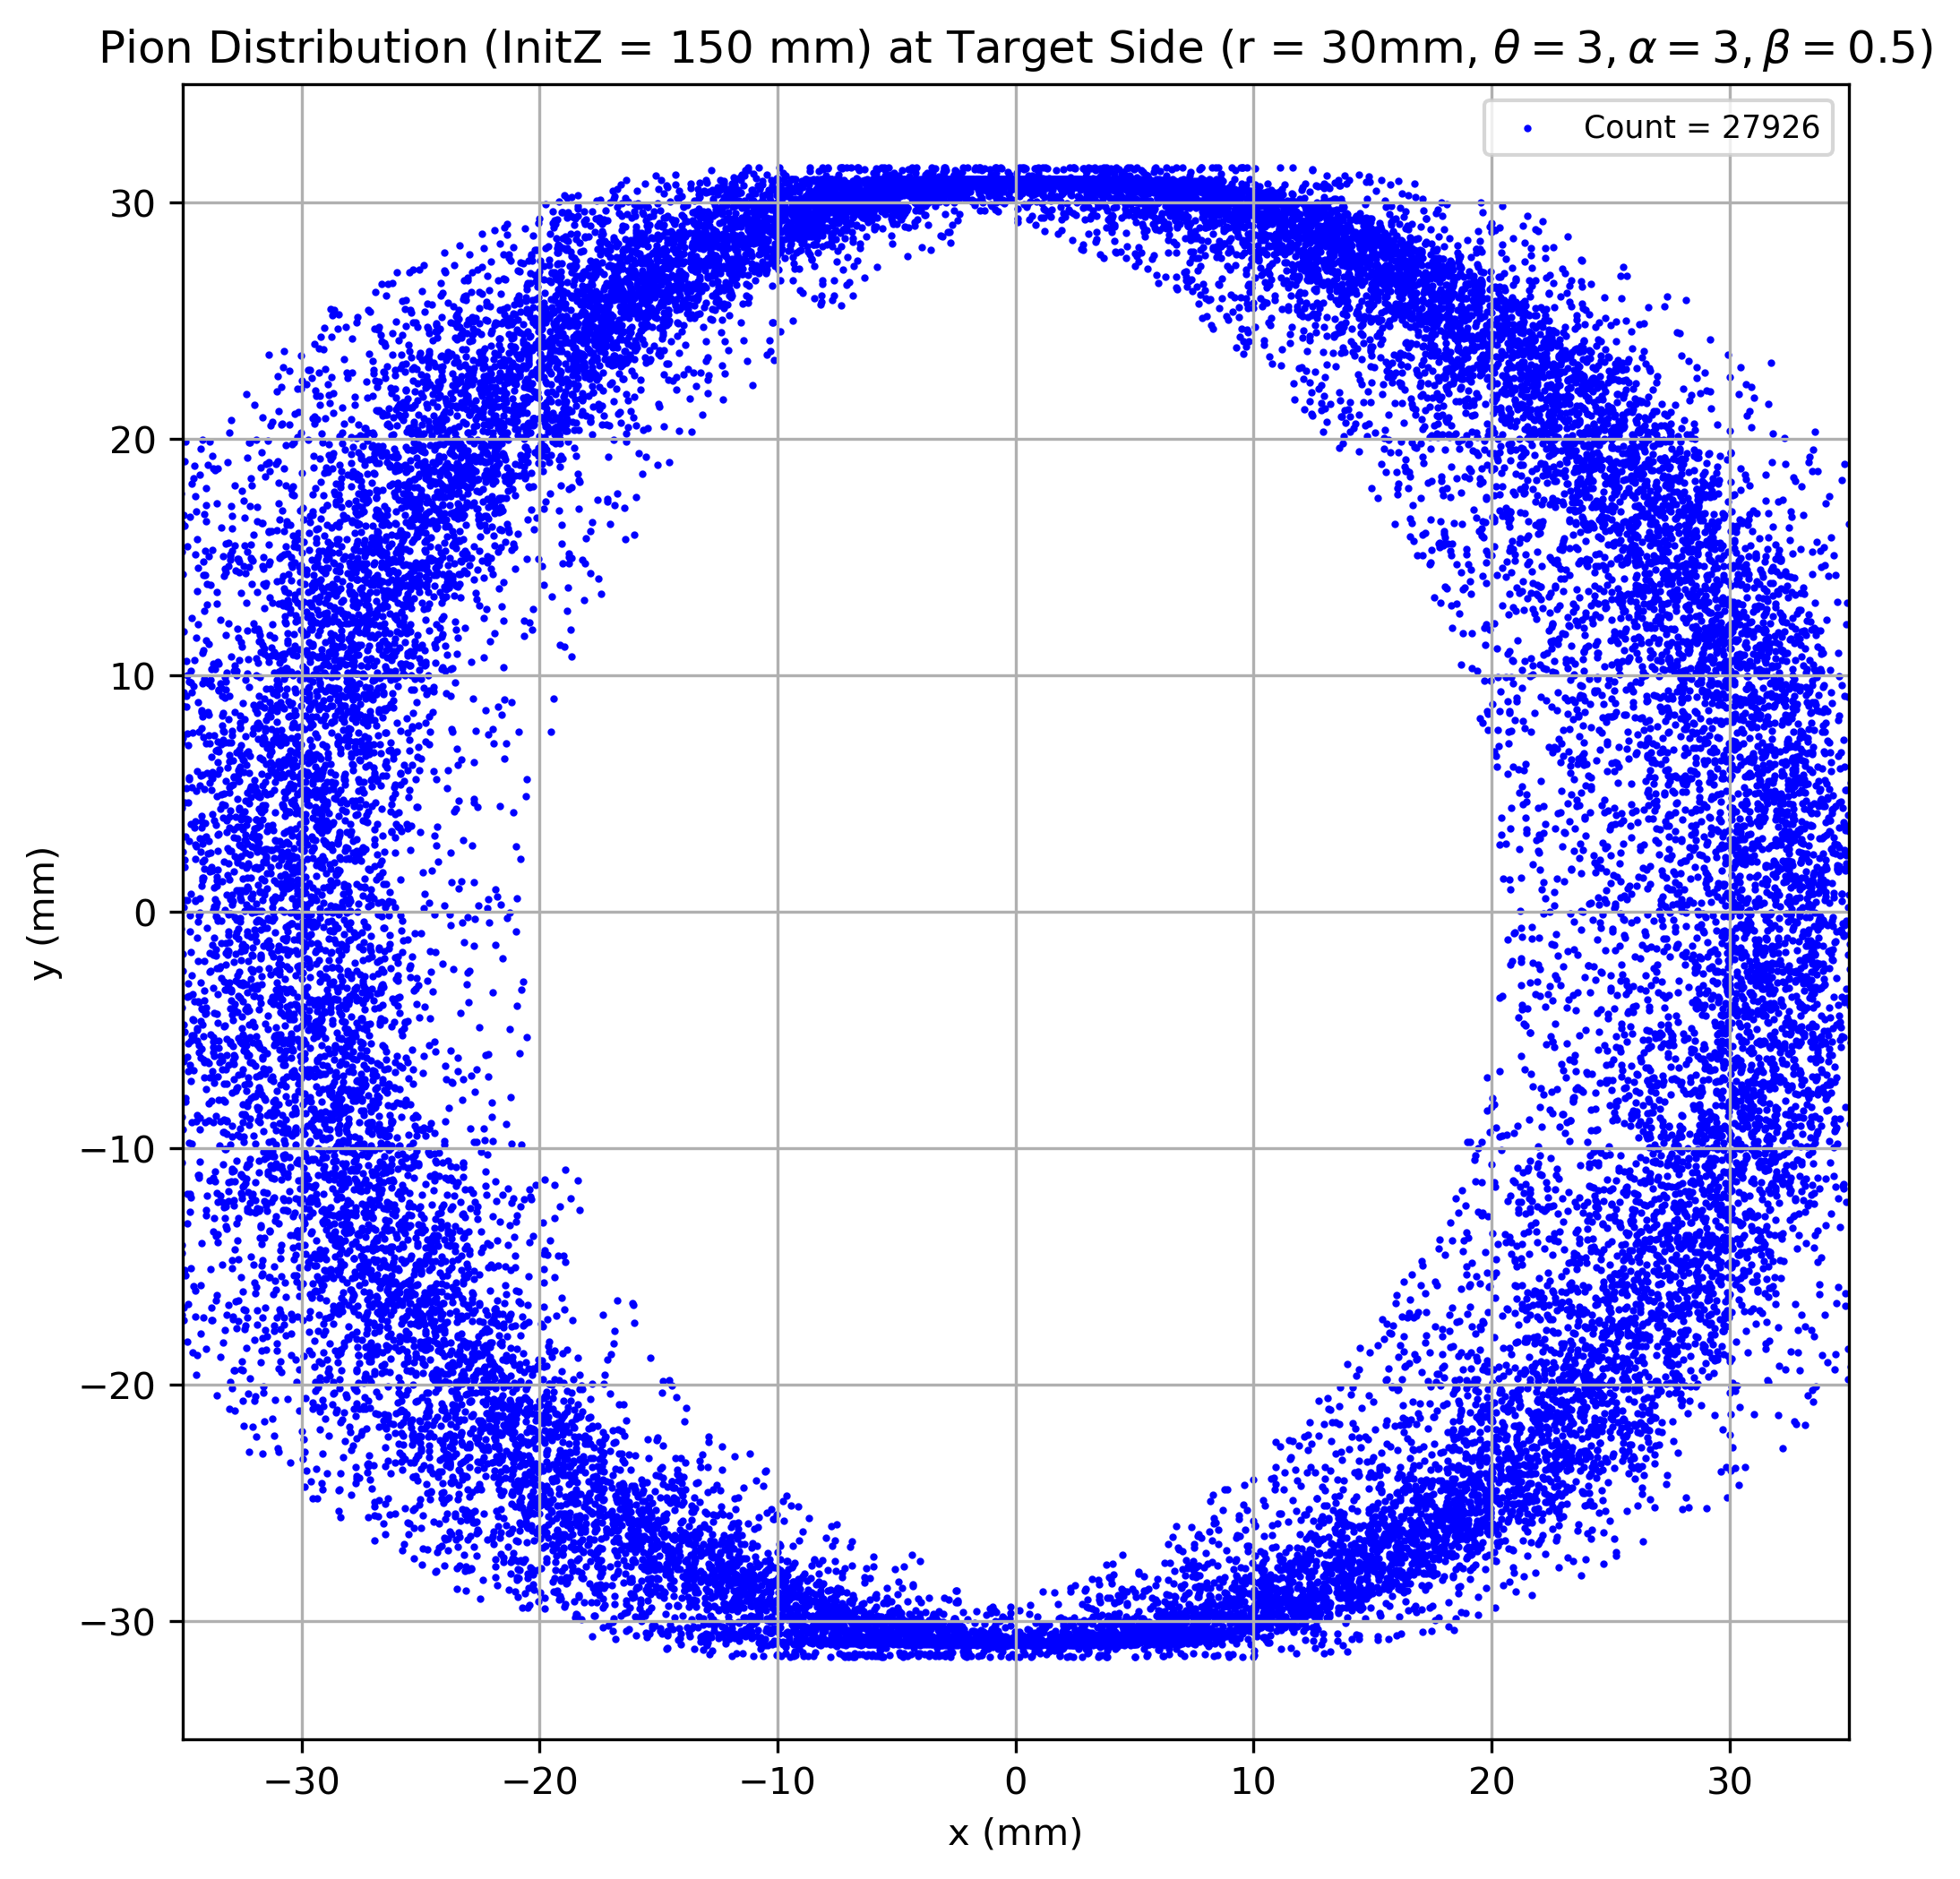 Pion Distribution (InitZ = 150 mm) at Target Side (r = 30mm, θ = 3, α = 3, β = 0.5)
Count = 27926
30
20
10
0
−10
−20
−30
y (mm)
−30 −20 −10 0 10 20 30
x (mm)